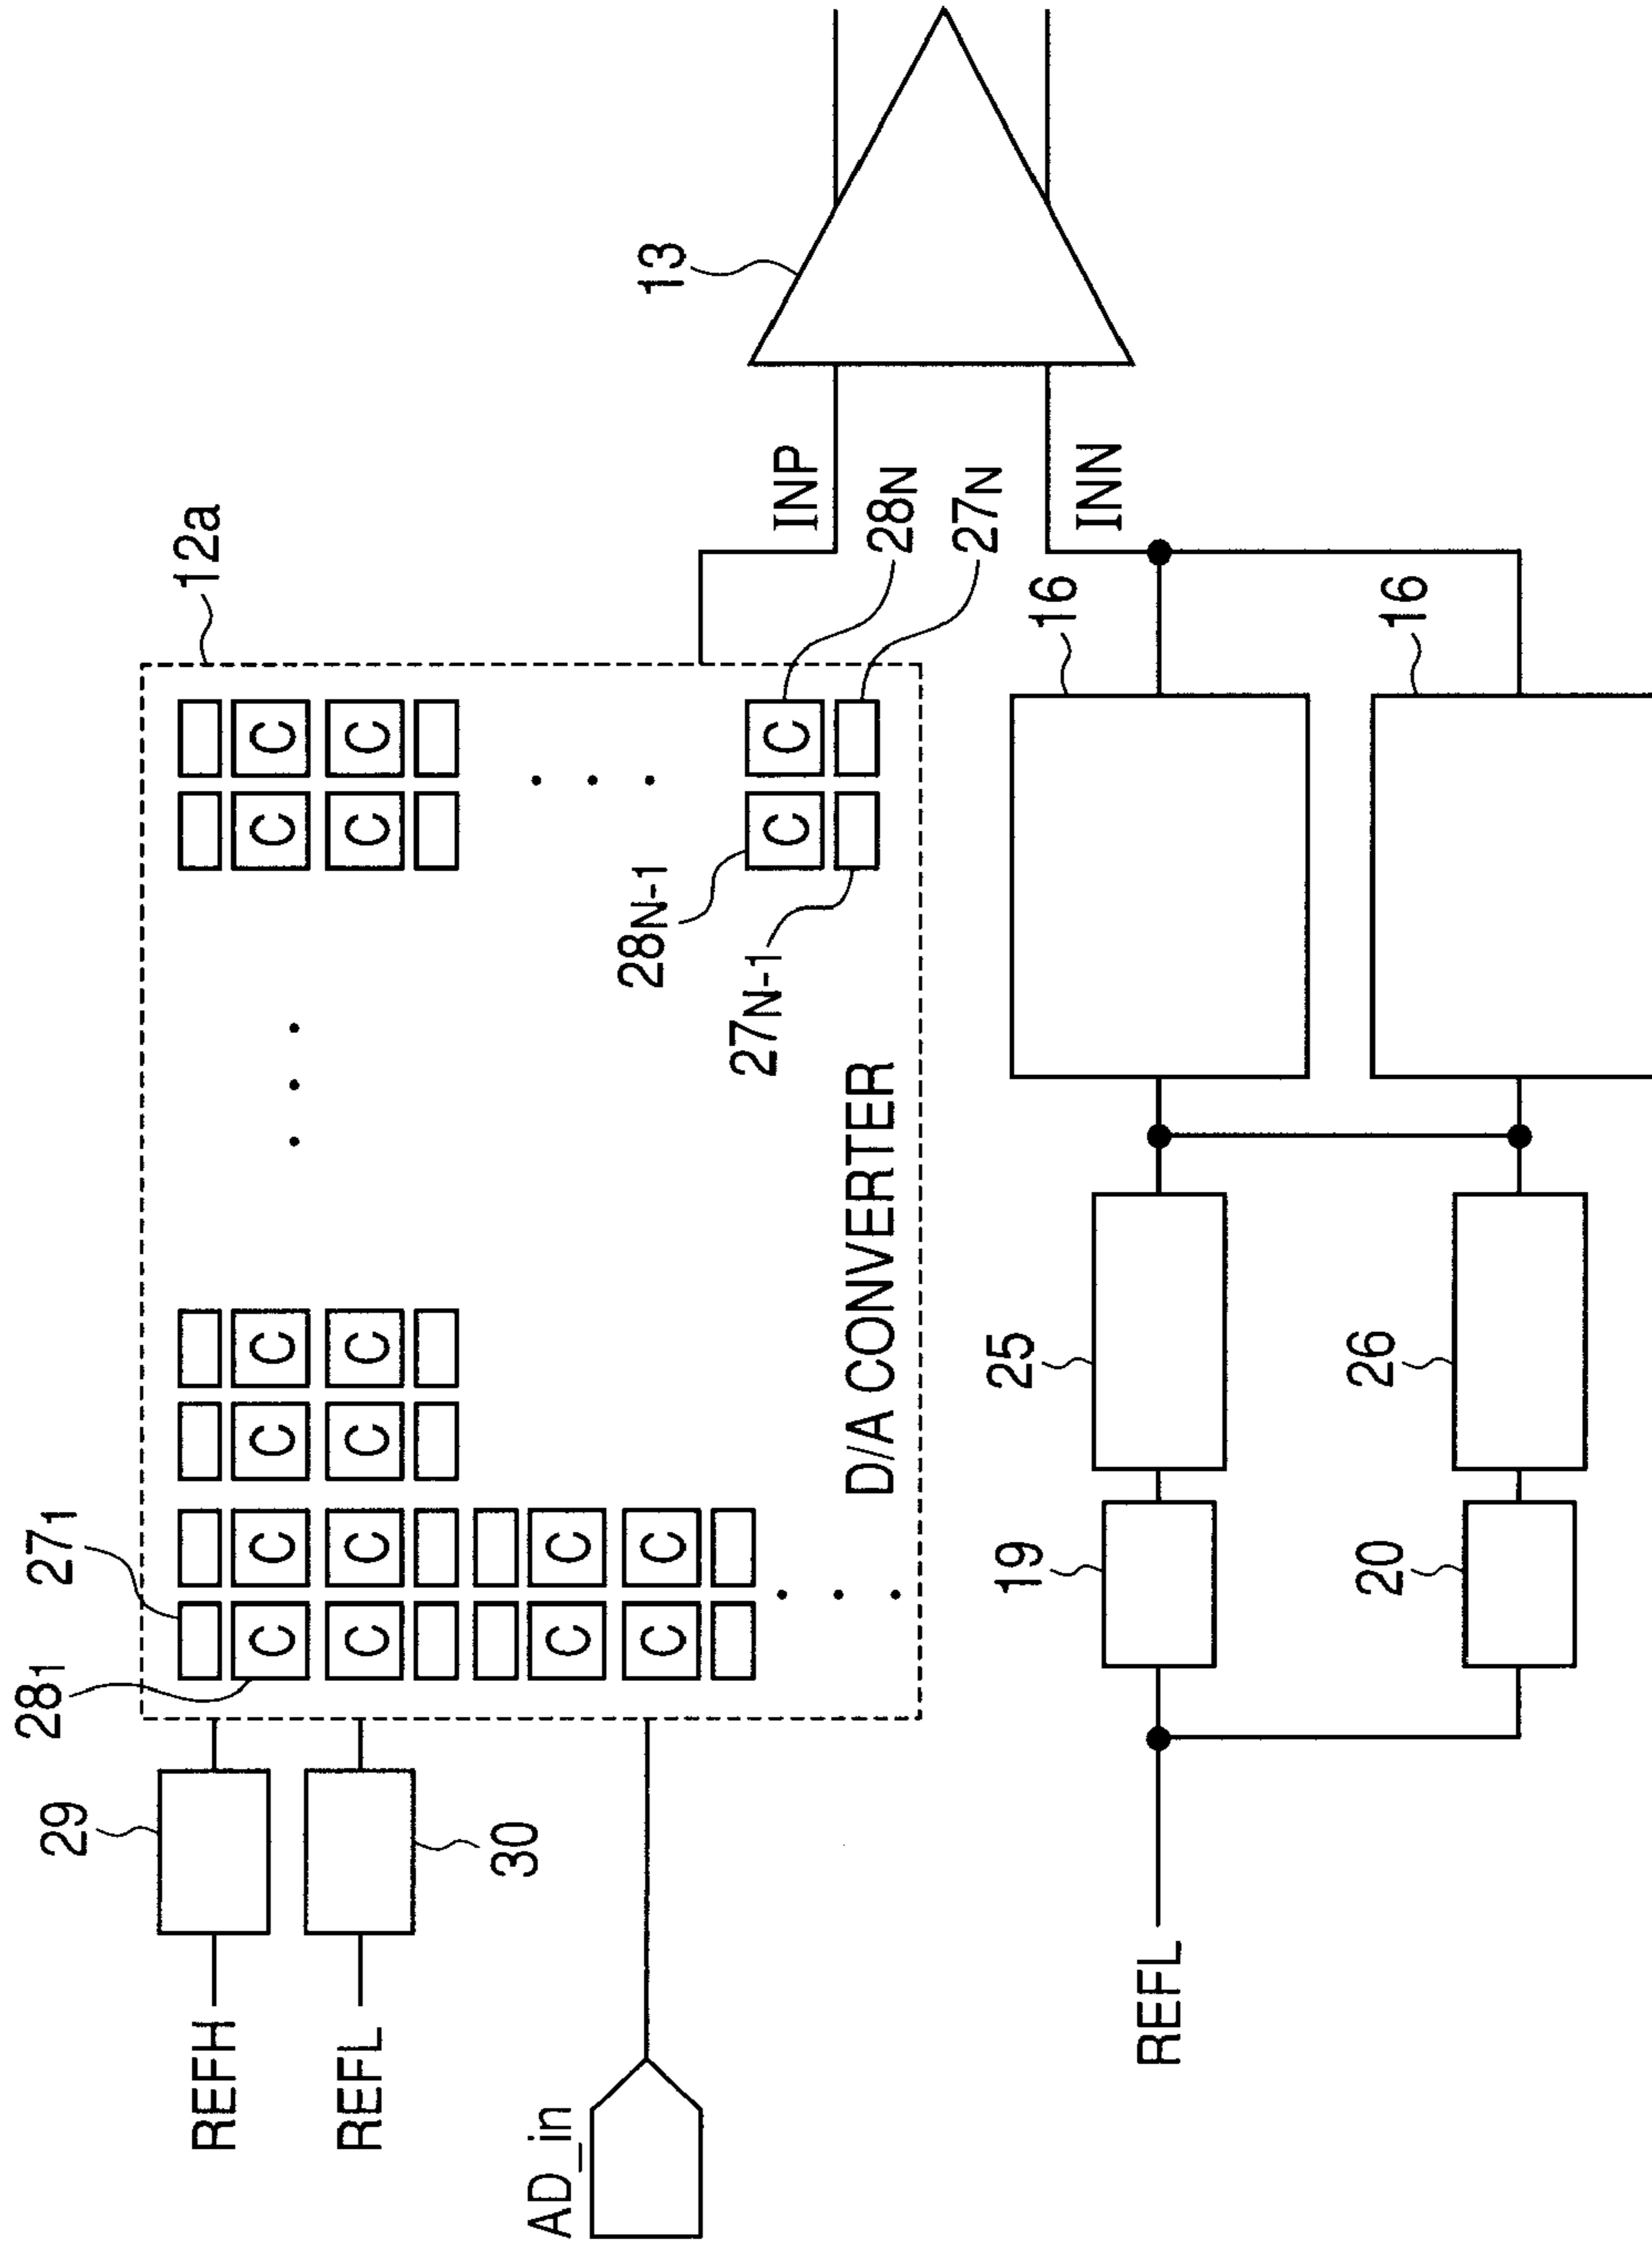 12a
13
27₁
28₁
C C C C C C
C C C C C C
C C
C C
28N-1
27N-1
C C
28N
27N
D/A CONVERTER
29
REFH
30
REFL
AD_in
INP
INN
REFL
19
25
16
20
26
16